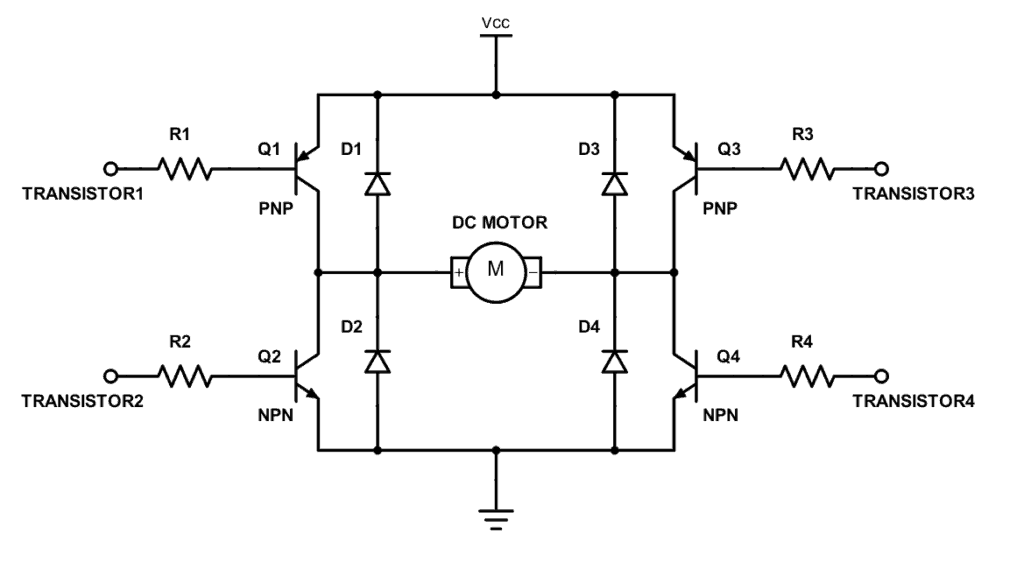 Vcc
R1
Q1
D1
D3
Q3
R3
TRANSISTOR1
PNP
PNP
TRANSISTOR3
DC MOTOR
+ M −
R2
Q2
D2
D4
Q4
R4
TRANSISTOR2
NPN
NPN
TRANSISTOR4